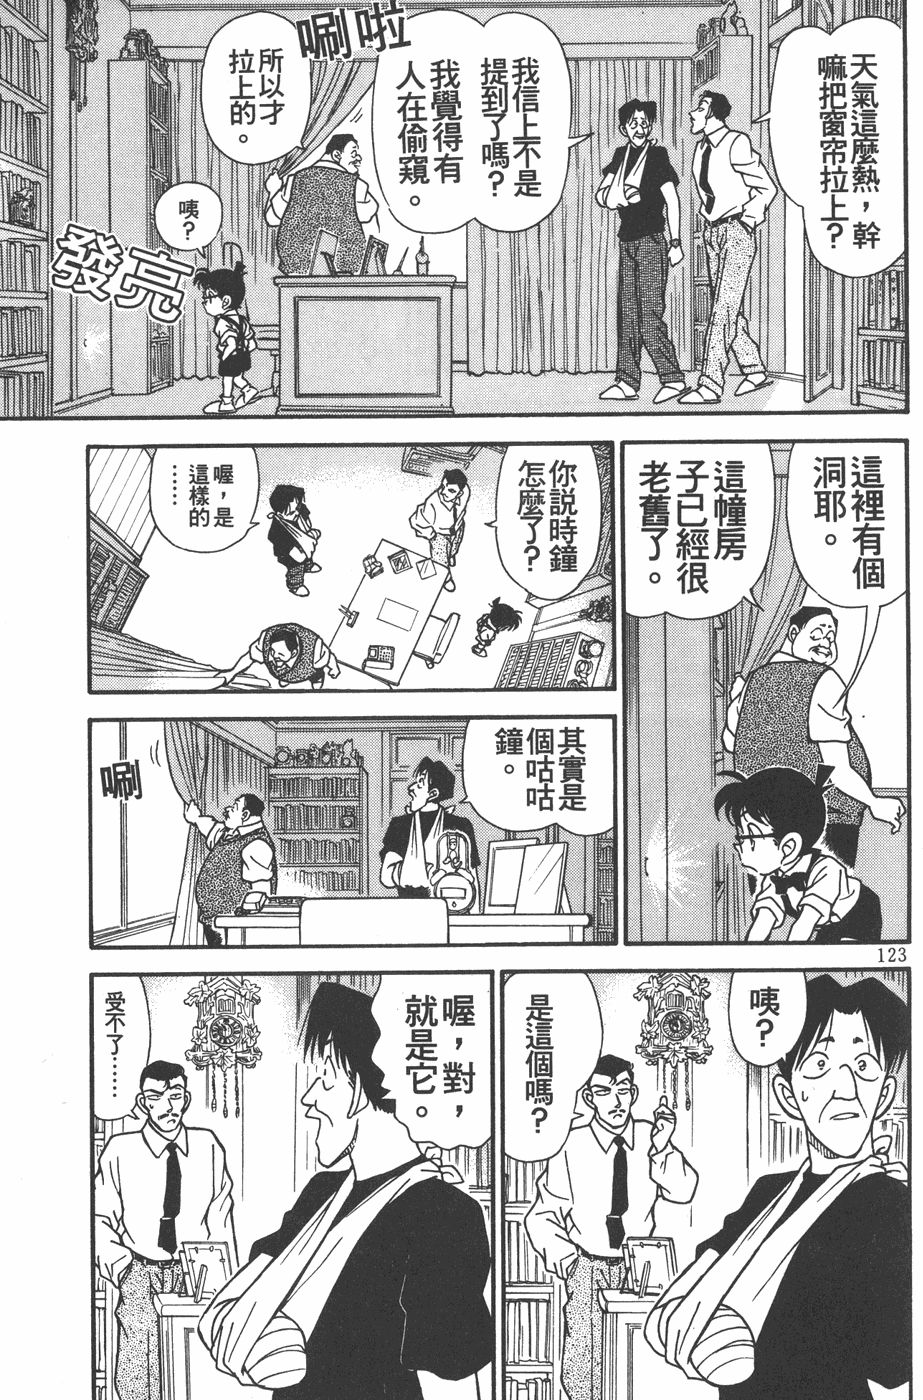 天氣這麼熱，幹
嘛把窗帘拉上？
我信上不是
提到了嗎？
我覺得有
人在偷窺。
唰啦
所以才
拉上的。
咦？
發亮
這裡有個
洞耶。
這幢房
子已經很
老舊了。
你説時鐘
怎麼了？
喔，是
這樣的
……
其實是
個咕咕
鐘。
唰
123
咦？
是這個嗎？
喔，對，
就是它。
受不了……